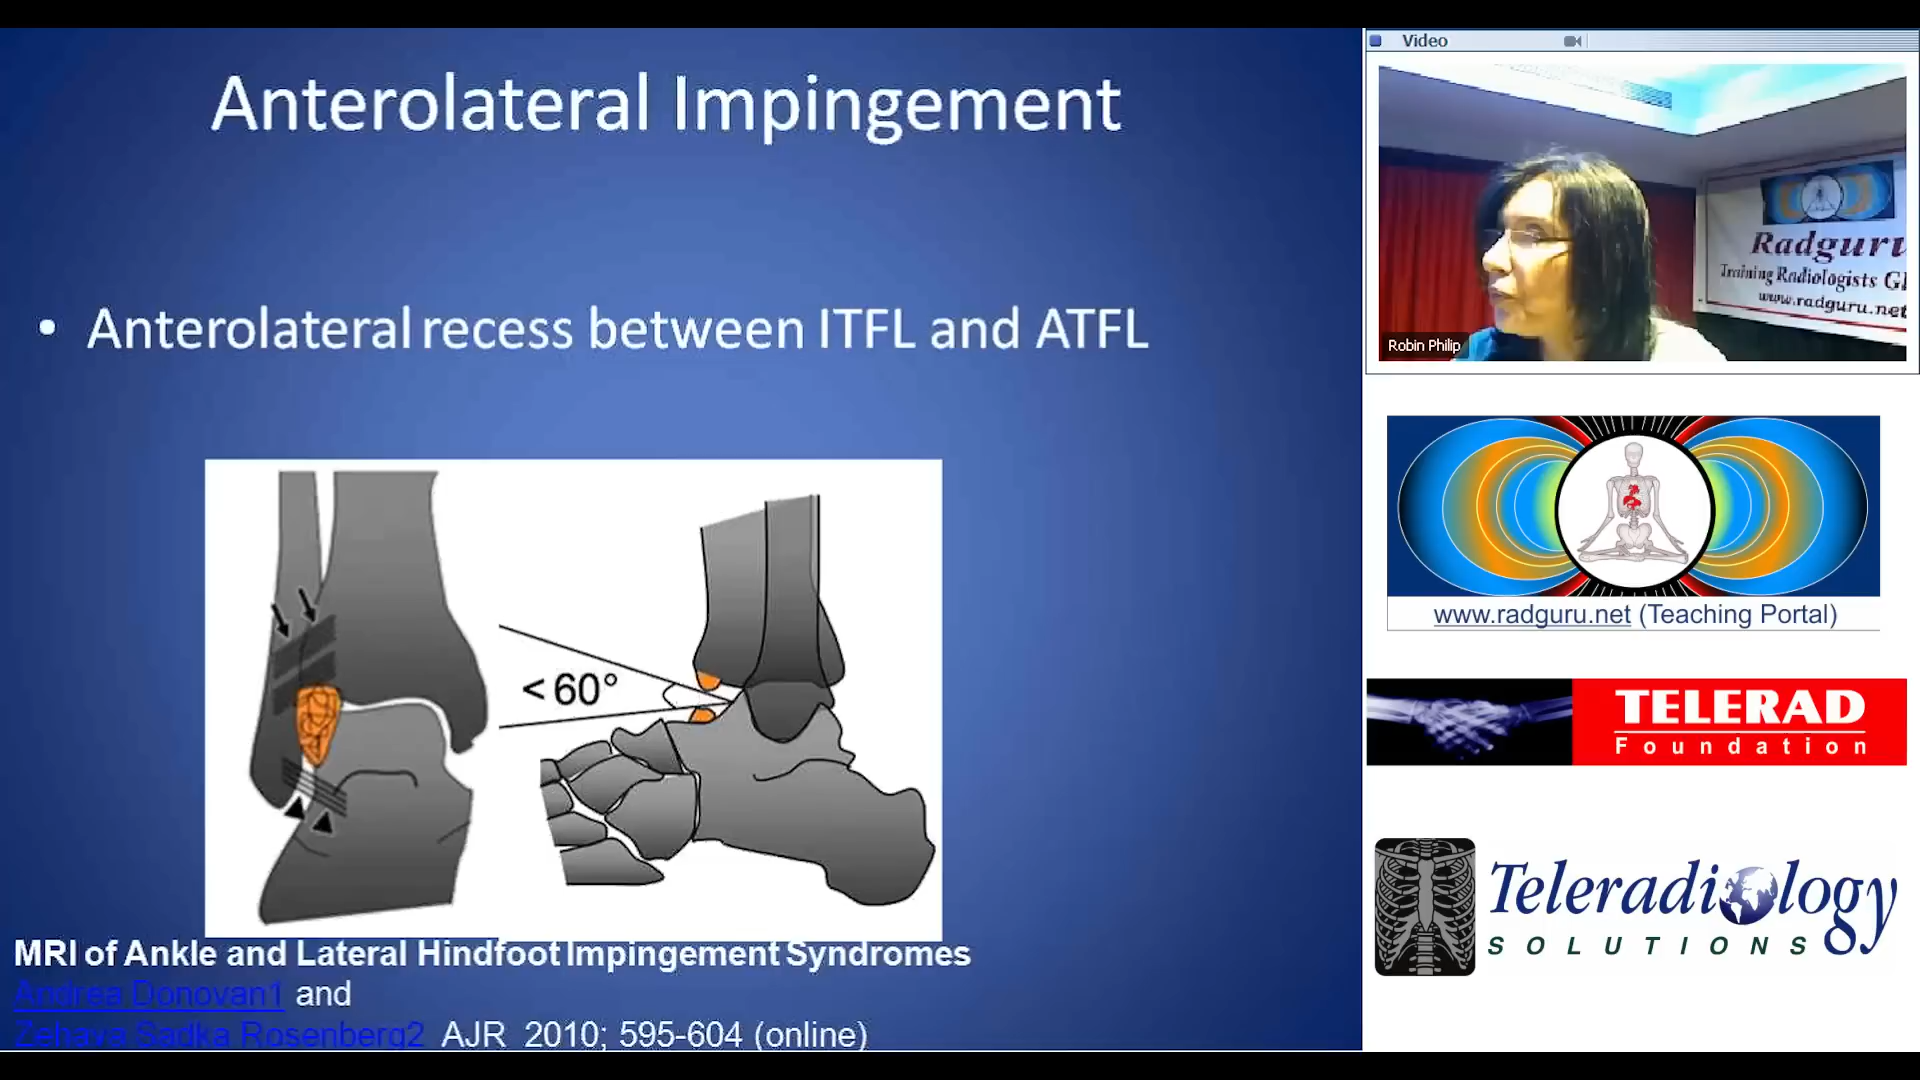 Anterolateral Impingement
• Anterolateral recess between ITFL and ATFL
< 60°
MRI of Ankle and Lateral Hindfoot Impingement Syndromes
Andrea Donovan1 and
Zehava Sadka Rosenberg2 AJR 2010; 595-604 (online)
Video
Radguru
Training Radiologists Gl
www.radguru.net
Robin Philip
www.radguru.net (Teaching Portal)
TELERAD
Foundation
Teleradiology
SOLUTIONS